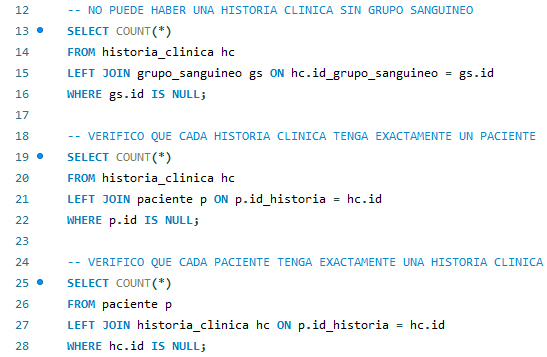 12 -- NO PUEDE HABER UNA HISTORIA CLINICA SIN GRUPO SANGUINEO
13 SELECT COUNT(*)
14 FROM historia_clinica hc
15 LEFT JOIN grupo_sanguineo gs ON hc.id_grupo_sanguineo = gs.id
16 WHERE gs.id IS NULL;
17
18 -- VERIFICO QUE CADA HISTORIA CLINICA TENGA EXACTAMENTE UN PACIENTE
19 SELECT COUNT(*)
20 FROM historia_clinica hc
21 LEFT JOIN paciente p ON p.id_historia = hc.id
22 WHERE p.id IS NULL;
23
24 -- VERIFICO QUE CADA PACIENTE TENGA EXACTAMENTE UNA HISTORIA CLINICA
25 SELECT COUNT(*)
26 FROM paciente p
27 LEFT JOIN historia_clinica hc ON p.id_historia = hc.id
28 WHERE hc.id IS NULL;